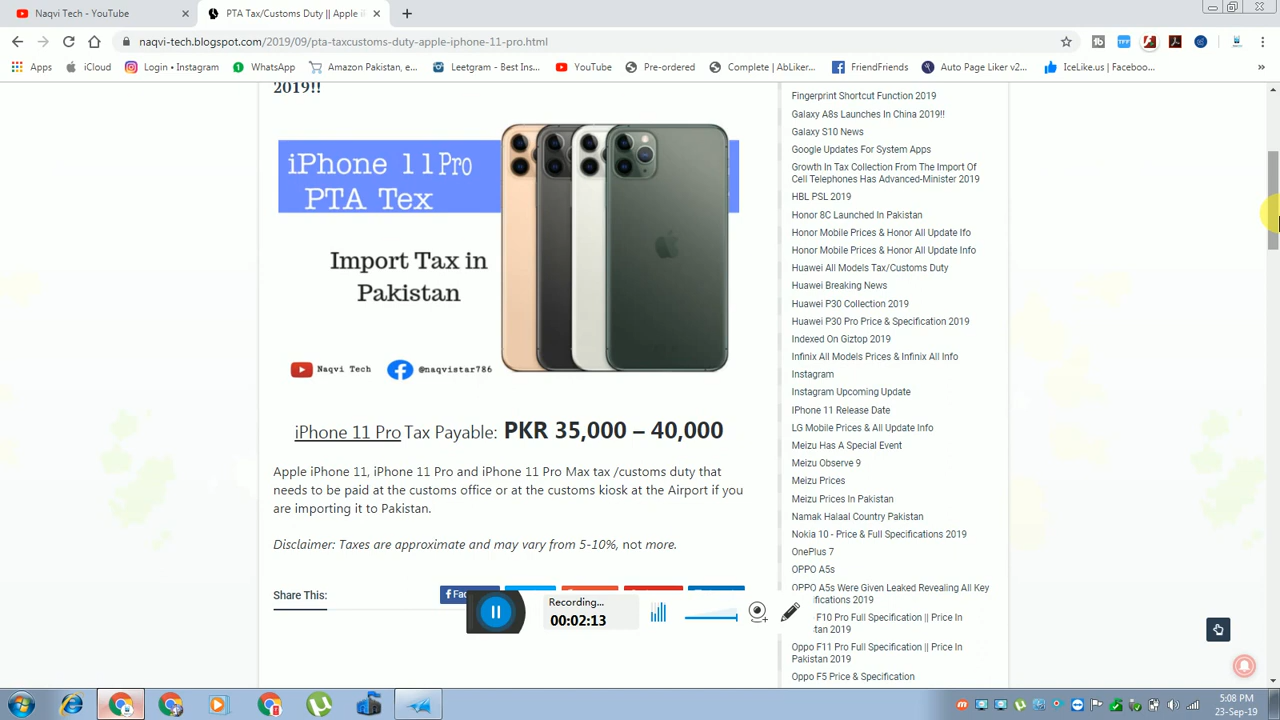 Naqvi Tech - YouTube
PTA Tax/Customs Duty || Apple i
naqvi-tech.blogspot.com/2019/09/pta-taxcustoms-duty-apple-iphone-11-pro.html
Apps
iCloud
Login • Instagram
WhatsApp
Amazon Pakistan, e...
Leetgram - Best Ins...
YouTube
Pre-ordered
Complete | AbLiker...
FriendFriends
Auto Page Liker v2...
IceLike.us | Faceboo...
»
2019!!
iPhone 11 Pro
PTA Tex
Import Tax in
Pakistan
Naqvi Tech
@naqvistar786
iPhone 11 Pro Tax Payable: PKR 35,000 – 40,000
Apple iPhone 11, iPhone 11 Pro and iPhone 11 Pro Max tax /customs duty that
needs to be paid at the customs office or at the customs kiosk at the Airport if you
are importing it to Pakistan.
Disclaimer: Taxes are approximate and may vary from 5-10%, not more.
Share This:
Fac
Recording...
00:02:13
Fingerprint Shortcut Function 2019
Galaxy A8s Launches In China 2019!!
Galaxy S10 News
Google Updates For System Apps
Growth In Tax Collection From The Import Of
Cell Telephones Has Advanced-Minister 2019
HBL PSL 2019
Honor 8C Launched In Pakistan
Honor Mobile Prices & Honor All Update Ifo
Honor Mobile Prices & Honor All Update Info
Huawei All Models Tax/Customs Duty
Huawei Breaking News
Huawei P30 Collection 2019
Huawei P30 Pro Price & Specification 2019
Indexed On Giztop 2019
Infinix All Models Prices & Infinix All Info
Instagram
Instagram Upcoming Update
IPhone 11 Release Date
LG Mobile Prices & All Update Info
Meizu Has A Special Event
Meizu Observe 9
Meizu Prices
Meizu Prices In Pakistan
Namak Halaal Country Pakistan
Nokia 10 - Price & Full Specifications 2019
OnePlus 7
OPPO A5s
OPPO A5s Were Given Leaked Revealing All Key
ifications 2019
F10 Pro Full Specification || Price In
tan 2019
Oppo F11 Pro Full Specification || Price In
Pakistan 2019
Oppo F5 Price & Specification
5:08 PM
23-Sep-19